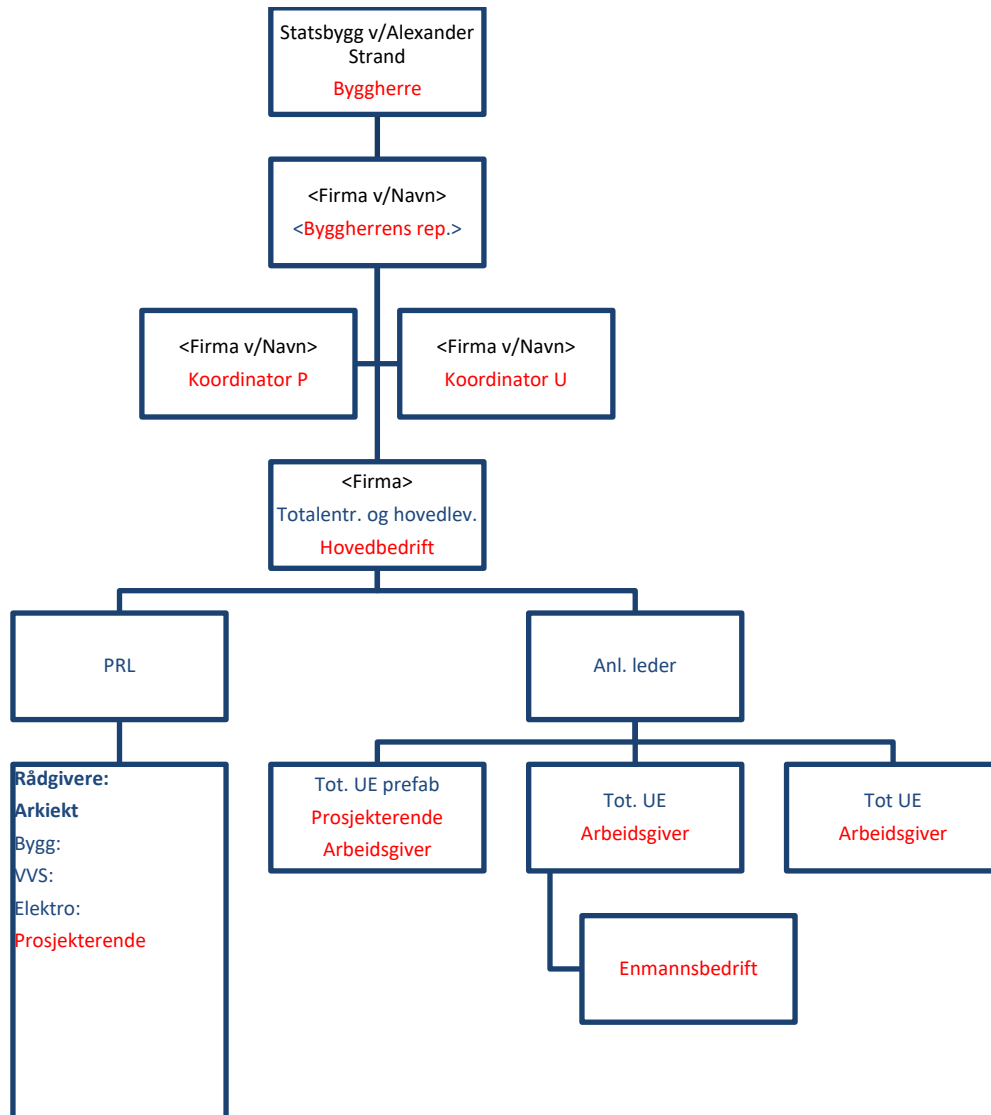 Statsbygg v/Alexander
Strand
Byggherre
<Firma v/Navn>
<Byggherrens rep.>
<Firma v/Navn>
Koordinator P
<Firma v/Navn>
Koordinator U
<Firma>
Totalentr. og hovedlev.
Hovedbedrift
PRL
Anl. leder
Rådgivere:
Arkiekt
Bygg:
VVS:
Elektro:
Prosjekterende
Tot. UE prefab
Prosjekterende
Arbeidsgiver
Tot. UE
Arbeidsgiver
Tot UE
Arbeidsgiver
Enmannsbedrift